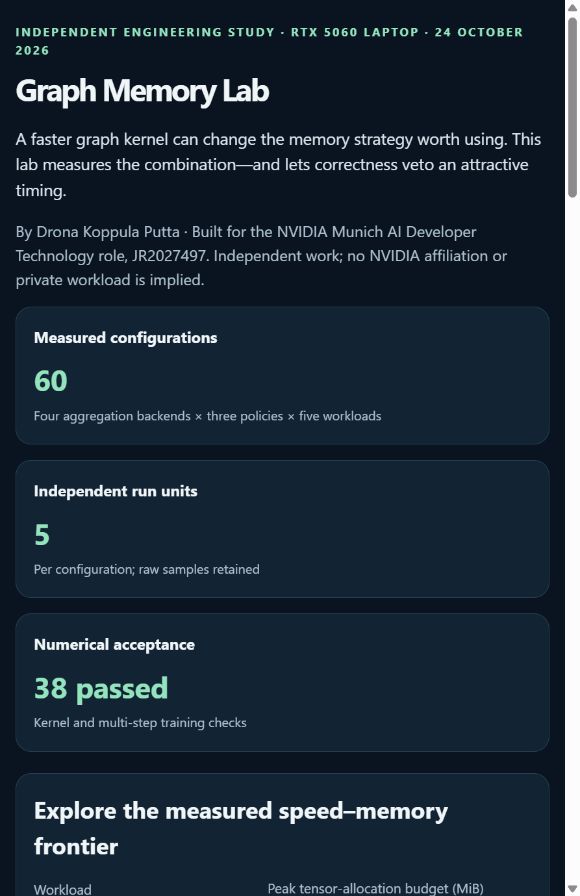 INDEPENDENT ENGINEERING STUDY · RTX 5060 LAPTOP · 24 OCTOBER
2026
Graph Memory Lab
A faster graph kernel can change the memory strategy worth using. This
lab measures the combination—and lets correctness veto an attractive
timing.
By Drona Koppula Putta · Built for the NVIDIA Munich AI Developer
Technology role, JR2027497. Independent work; no NVIDIA affiliation or
private workload is implied.
Measured configurations
60
Four aggregation backends × three policies × five workloads
Independent run units
5
Per configuration; raw samples retained
Numerical acceptance
38 passed
Kernel and multi-step training checks
Explore the measured speed–memory
frontier
Workload
Peak tensor-allocation budget (MiB)